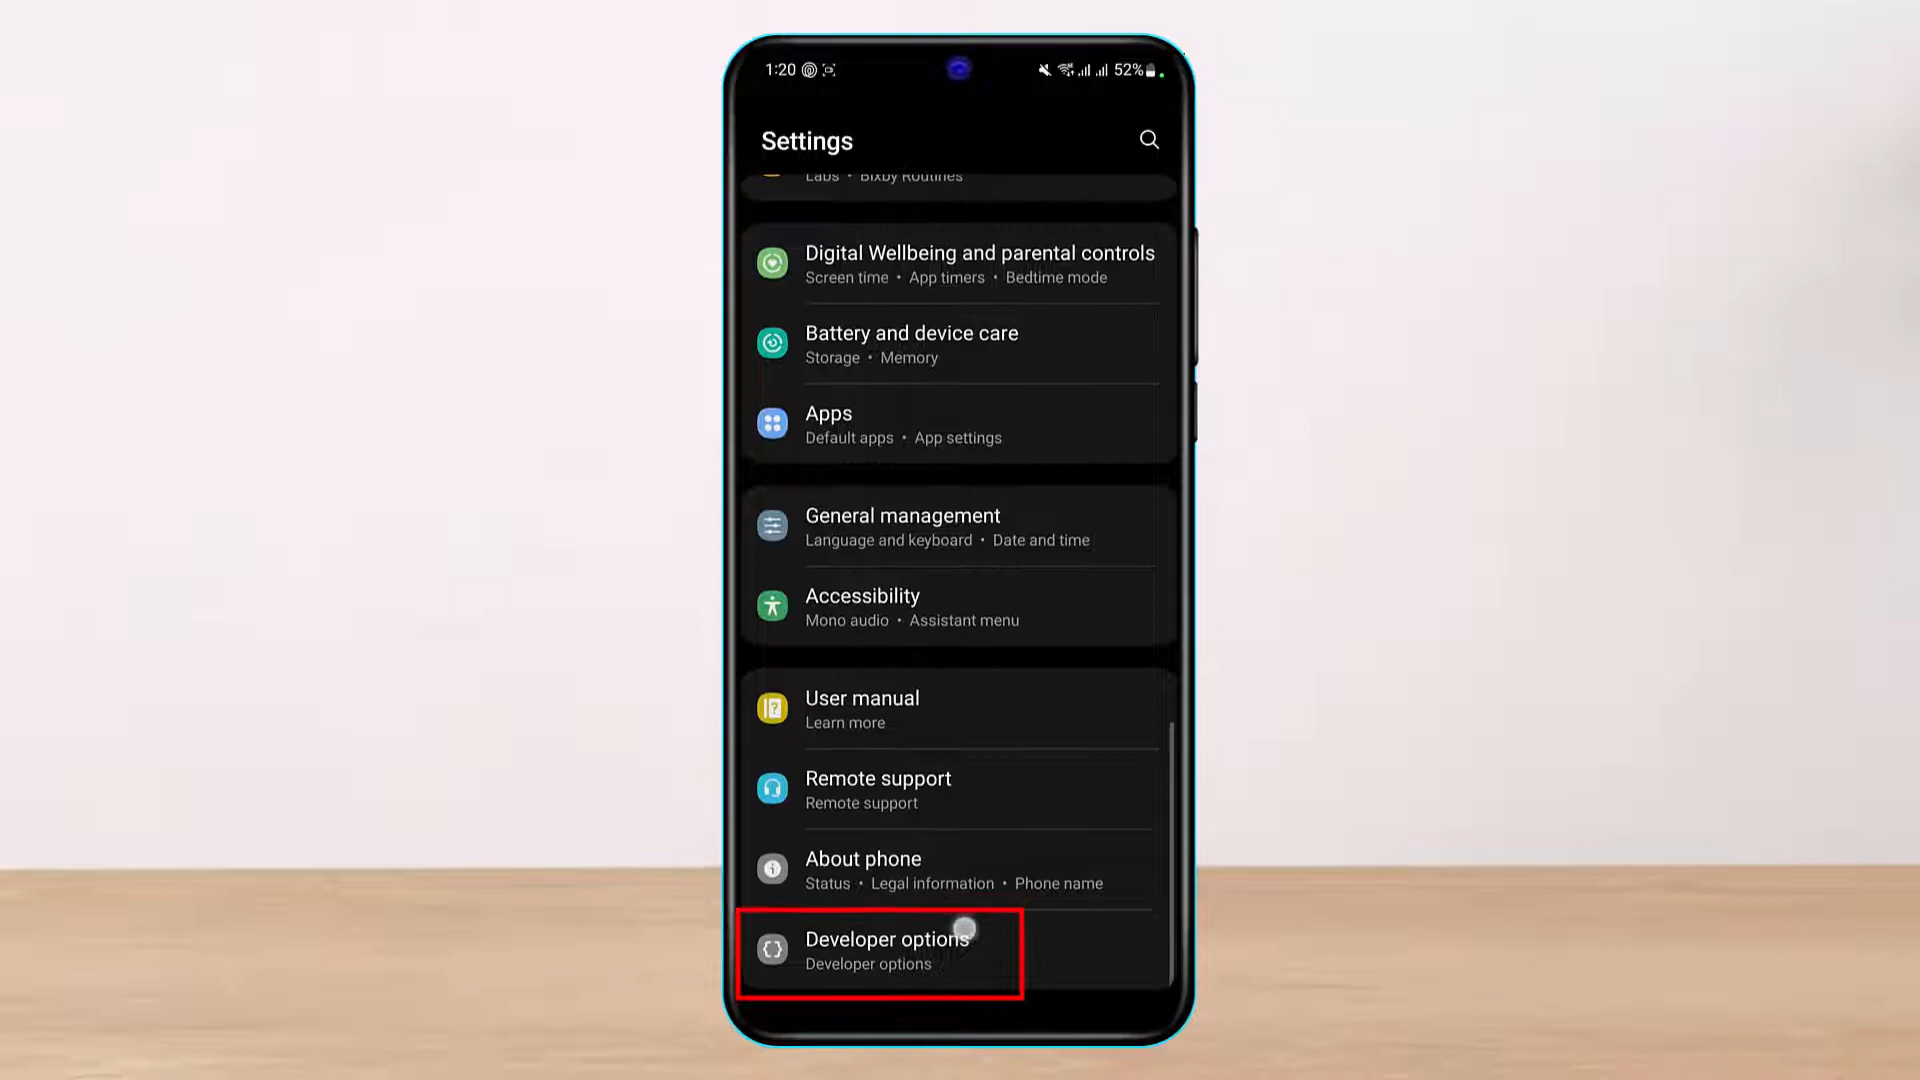 1:20
52%
Settings
Labs • Bixby Routines
Digital Wellbeing and parental controls
Screen time • App timers • Bedtime mode
Battery and device care
Storage • Memory
Apps
Default apps • App settings
General management
Language and keyboard • Date and time
Accessibility
Mono audio • Assistant menu
User manual
Learn more
Remote support
Remote support
About phone
Status • Legal information • Phone name
Developer options
Developer options